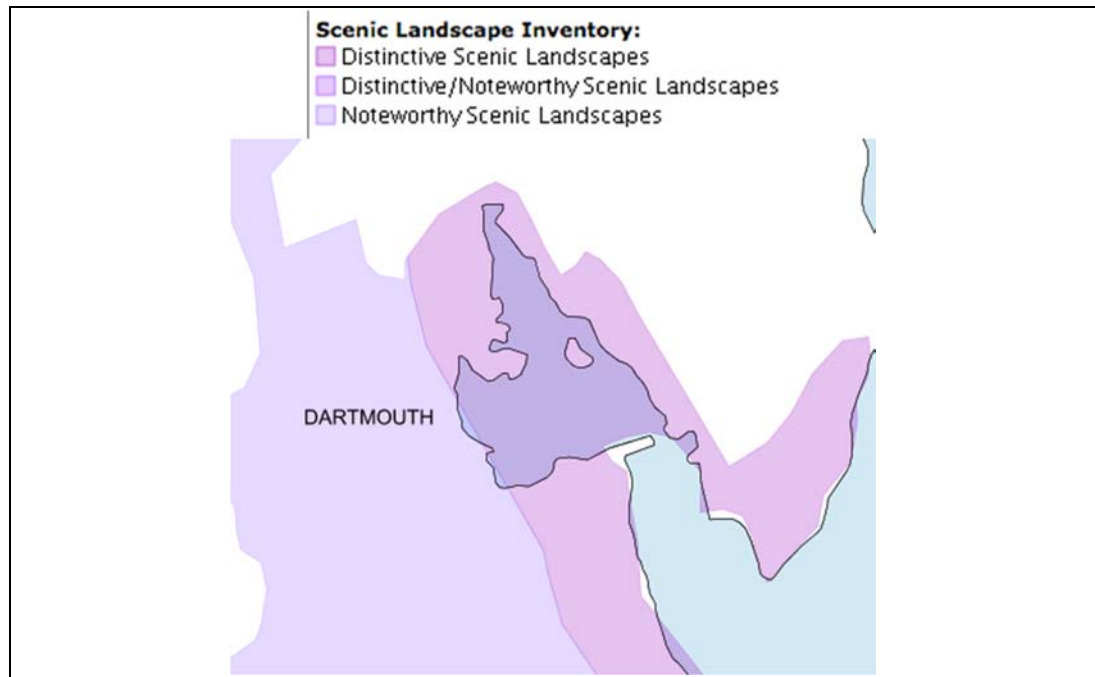 Scenic Landscape Inventory:
Distinctive Scenic Landscapes
Distinctive/Noteworthy Scenic Landscapes
Noteworthy Scenic Landscapes
DARTMOUTH